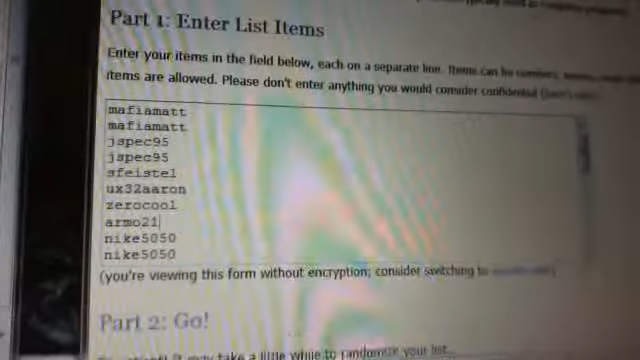 Part 1: Enter List Items
Enter your items in the field below, each on a separate line. Items can be numbers, names,
items are allowed. Please don't enter anything you would consider confidential
mafiamatt
mafiamatt
jspec95
jspec95
sfeistel
ux32aaron
zerocool
armo21
nike5050
nike5050
(you're viewing this form without encryption; consider switching to
Part 2: Go!
it may take a little while to randomize your list...